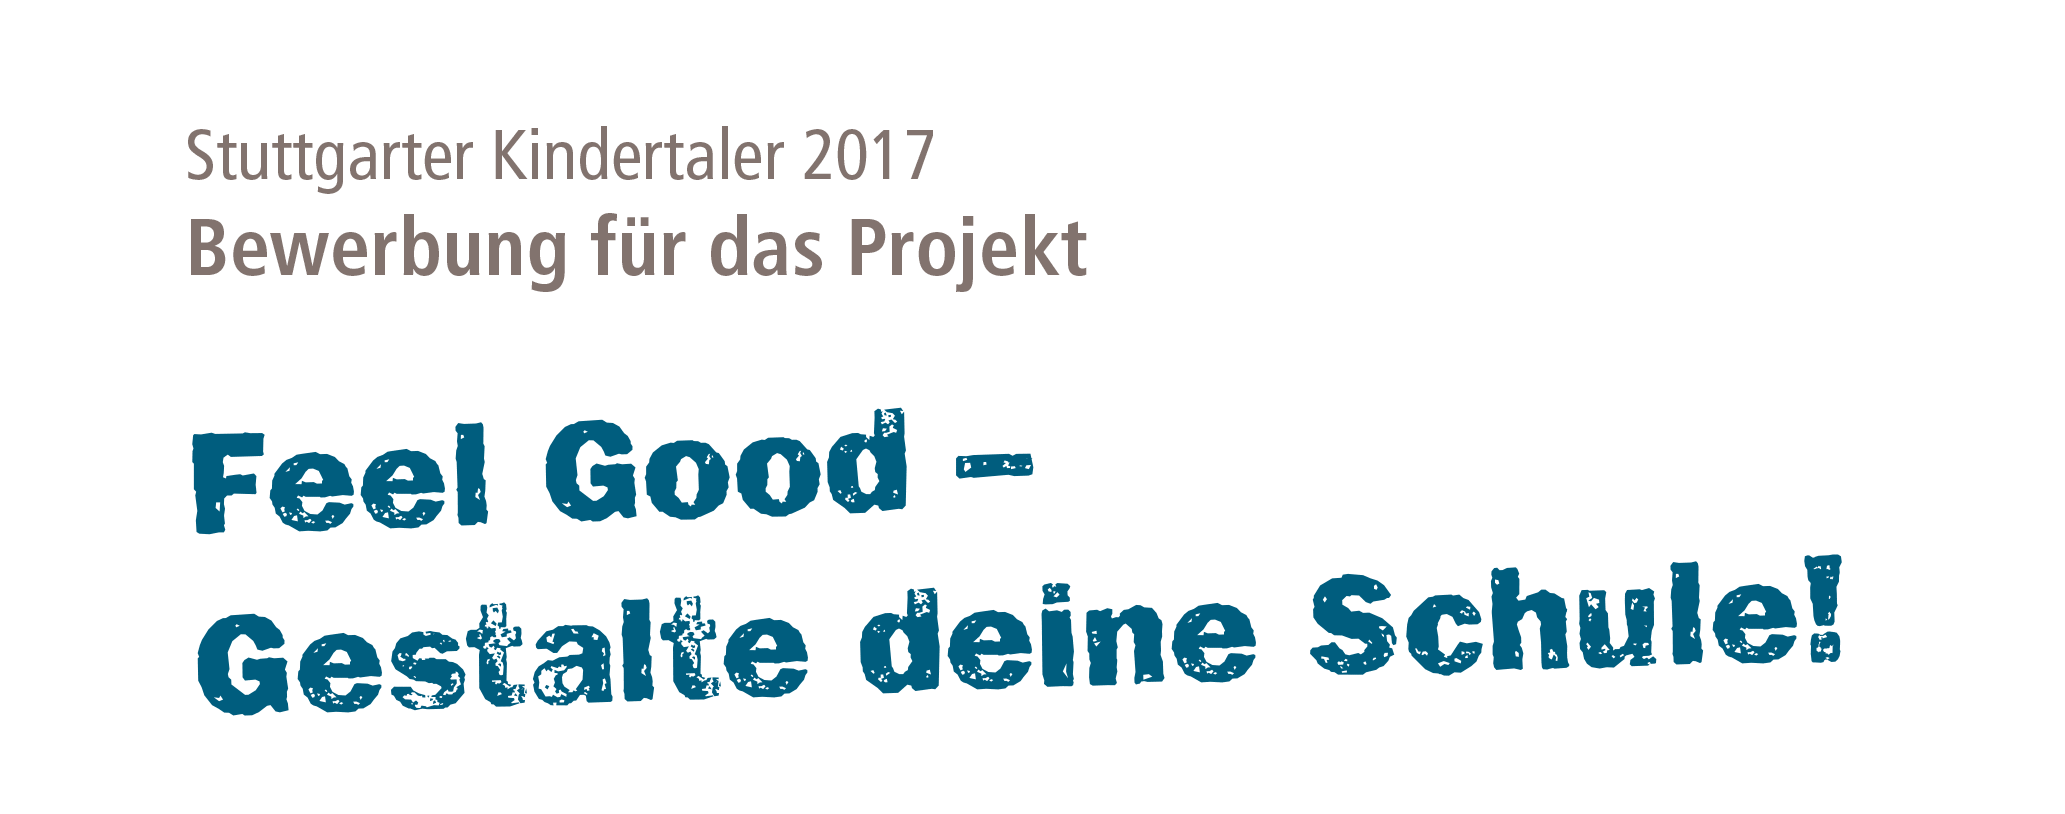 Stuttgarter Kindertaler 2017
Bewerbung für das Projekt
Feel Good –
Gestalte deine Schule!